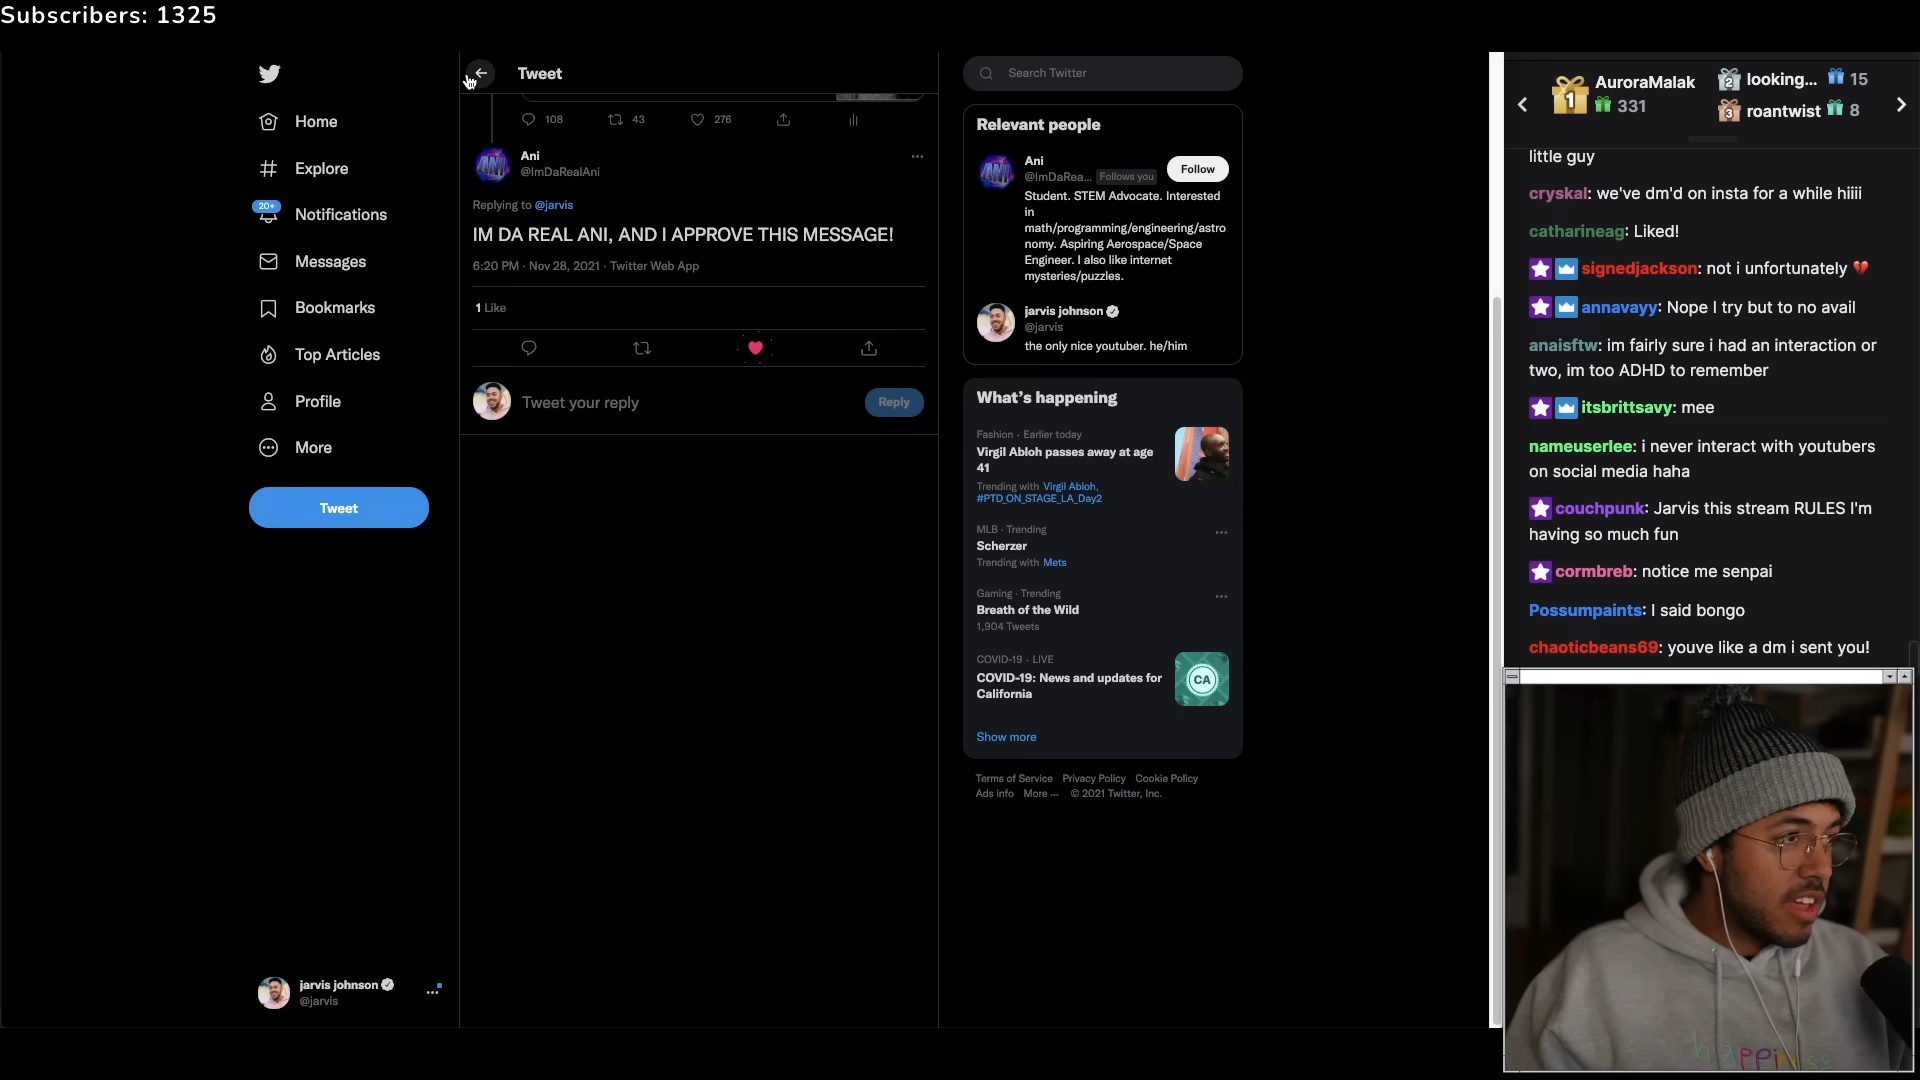 Subscribers: 1325
Home
Explore
20+
Notifications
Messages
Bookmarks
Top Articles
Profile
More
Tweet
jarvis johnson
@jarvis
Tweet
108
43
276
Ani
@ImDaRealAni
Replying to @jarvis
IM DA REAL ANI, AND I APPROVE THIS MESSAGE!
6:20 PM · Nov 28, 2021 · Twitter Web App
1 Like
Tweet your reply
Reply
Search Twitter
Relevant people
Ani
@ImDaRea... Follows you
Follow
Student. STEM Advocate. Interested
in
math/programming/engineering/astro
nomy. Aspiring Aerospace/Space
Engineer. I also like internet
mysteries/puzzles.
jarvis johnson
@jarvis
the only nice youtuber. he/him
What's happening
Fashion · Earlier today
Virgil Abloh passes away at age
41
Trending with Virgil Abloh,
#PTD_ON_STAGE_LA_Day2
MLB · Trending
Scherzer
Trending with Mets
Gaming · Trending
Breath of the Wild
1,904 Tweets
COVID-19 · LIVE
COVID-19: News and updates for
California
CA
Show more
Terms of Service Privacy Policy Cookie Policy
Ads info More ··· © 2021 Twitter, Inc.
1
AuroraMalak
331
2
looking... 15
3
roantwist 8
little guy
cryskal: we've dm'd on insta for a while hiiii
catharineag: Liked!
signedjackson: not i unfortunately 💔
annavayy: Nope I try but to no avail
anaisftw: im fairly sure i had an interaction or
two, im too ADHD to remember
itsbrittsavy: mee
nameuserlee: i never interact with youtubers
on social media haha
couchpunk: Jarvis this stream RULES I'm
having so much fun
cormbreb: notice me senpai
Possumpaints: I said bongo
chaoticbeans69: youve like a dm i sent you!
happiness